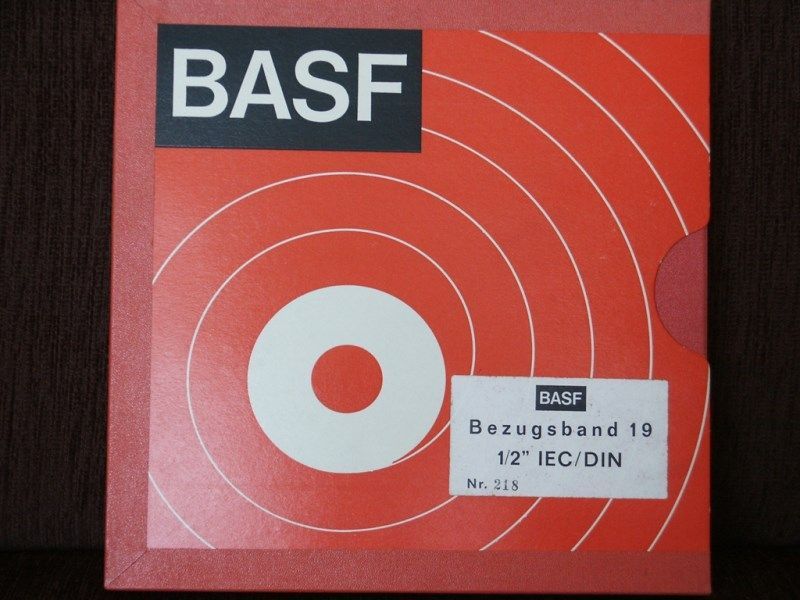 BASF
BASF
Bezugsband 19
1/2" IEC/DIN
Nr. 218